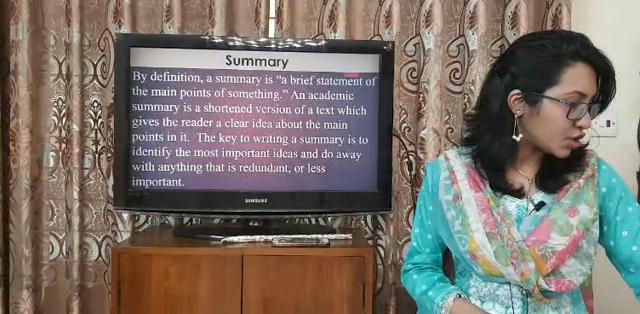 Summary
By definition, a summary is "a brief statement of
the main points of something." An academic
summary is a shortened version of a text which
gives the reader a clear idea about the main
points in it. The key to writing a summary is to
identify the most important ideas and do away
with anything that is redundant, or less
important.
SAMSUNG